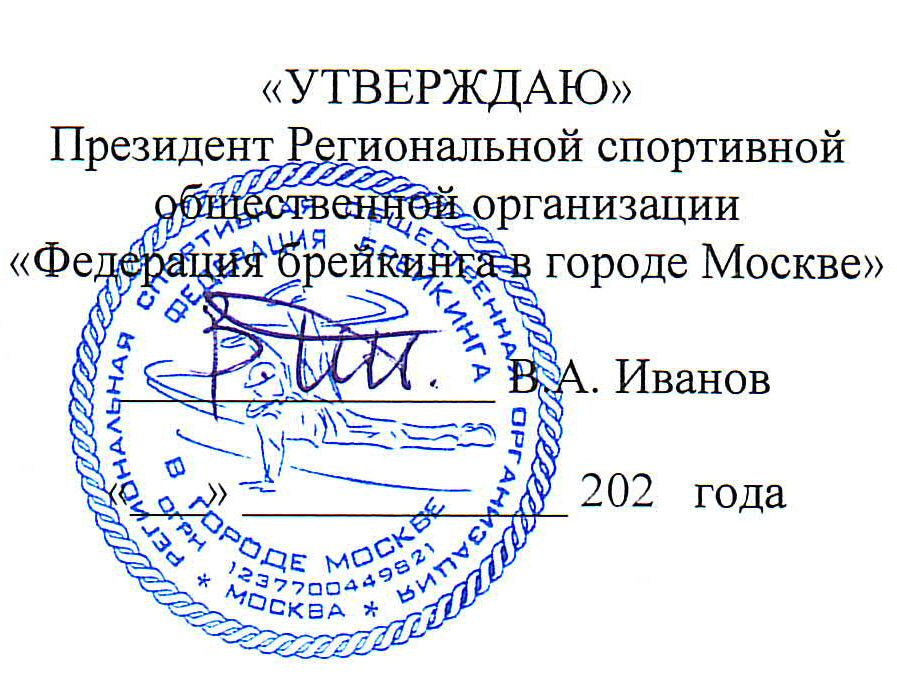 «УТВЕРЖДАЮ»
Президент Региональной спортивной
общественной организации
«Федерация брейкинга в городе Москве»
В.А. Иванов
«___» ______________ 202 года
РЕГИОНАЛЬНАЯ СПОРТИВНАЯ ОБЩЕСТВЕННАЯ ОРГАНИЗАЦИЯ
ФЕДЕРАЦИЯ БРЕЙКИНГА
В ГОРОДЕ МОСКВЕ
ОГРН 1237700449821
* МОСКВА *